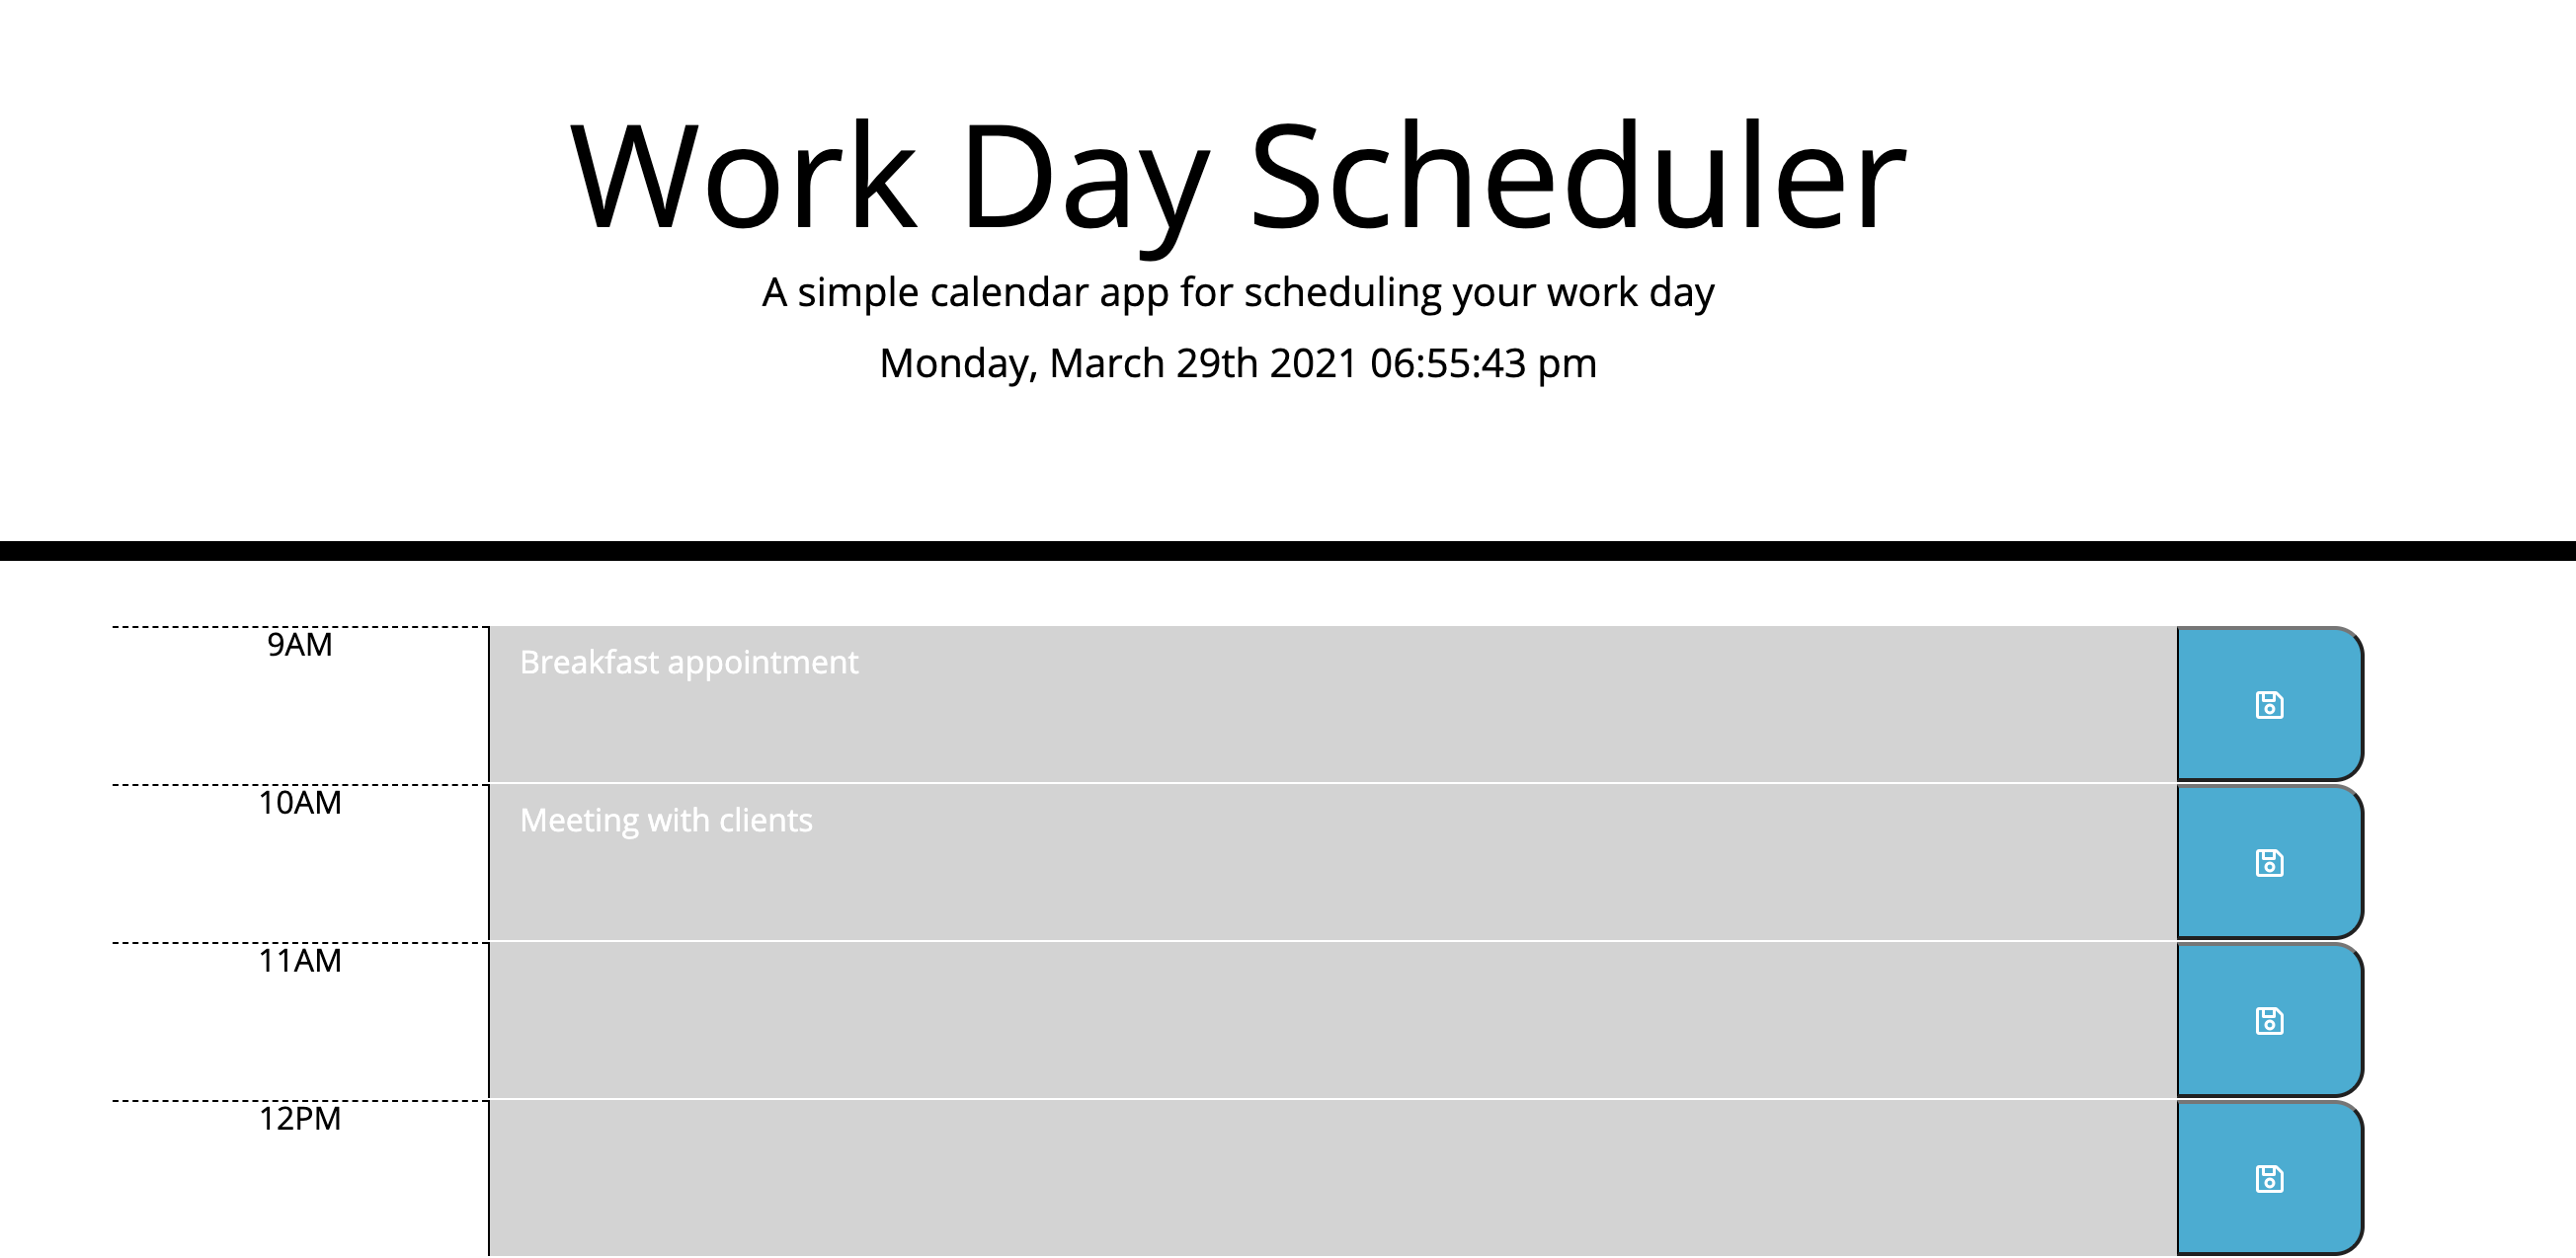 Work Day Scheduler
A simple calendar app for scheduling your work day
Monday, March 29th 2021 06:55:43 pm
9AM
Breakfast appointment
10AM
Meeting with clients
11AM
12PM